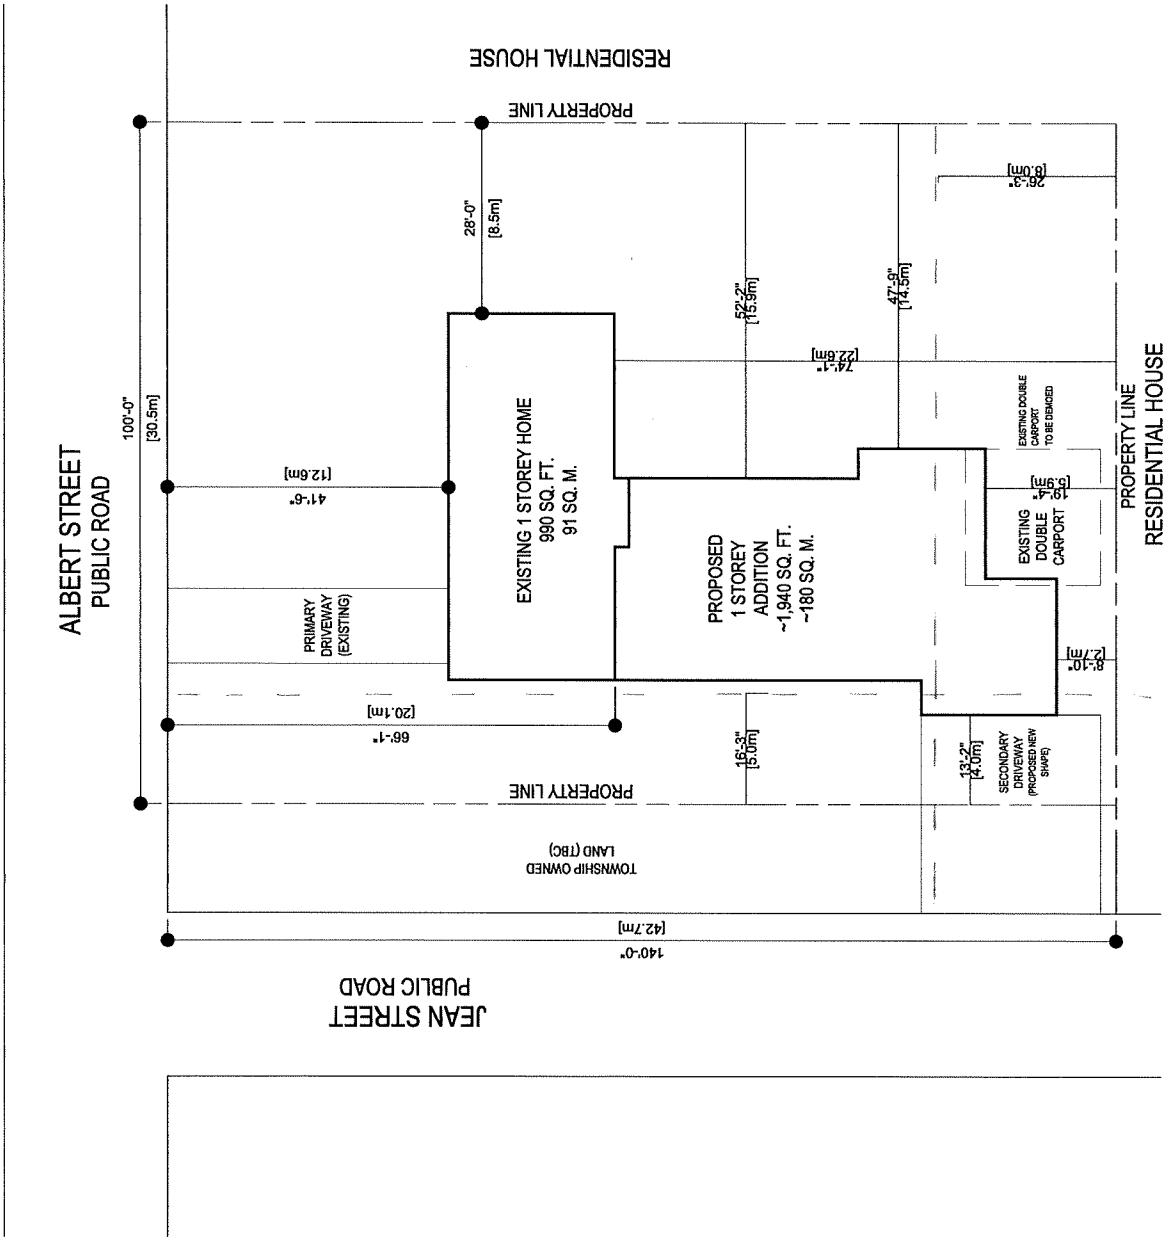 RESIDENTIAL HOUSE
PROPERTY LINE
28'-0"
[8.5m]
26'-3"
[8.0m]
100'-0"
[30.5m]
52'-2"
[15.9m]
47'-9"
[14.5m]
74'-1"
[22.6m]
ALBERT STREET
PUBLIC ROAD
41'-6"
[12.6m]
EXISTING 1 STOREY HOME
990 SQ. FT.
91 SQ. M.
EXISTING DOUBLE
CARPORT
TO BE DEMOED
PROPERTY LINE
RESIDENTIAL HOUSE
19'-4"
[5.9m]
EXISTING
DOUBLE
CARPORT
PRIMARY
DRIVEWAY
(EXISTING)
PROPOSED
1 STOREY
ADDITION
~1,940 SQ. FT.
~180 SQ. M.
8'-10"
[2.7m]
66'-1"
[20.1m]
16'-3"
[5.0m]
13'-2"
[4.0m]
SECONDARY
DRIVEWAY
(PROPOSED NEW
SHAPE)
PROPERTY LINE
TOWNSHIP OWNED
LAND (TBC)
140'-0"
[42.7m]
JEAN STREET
PUBLIC ROAD